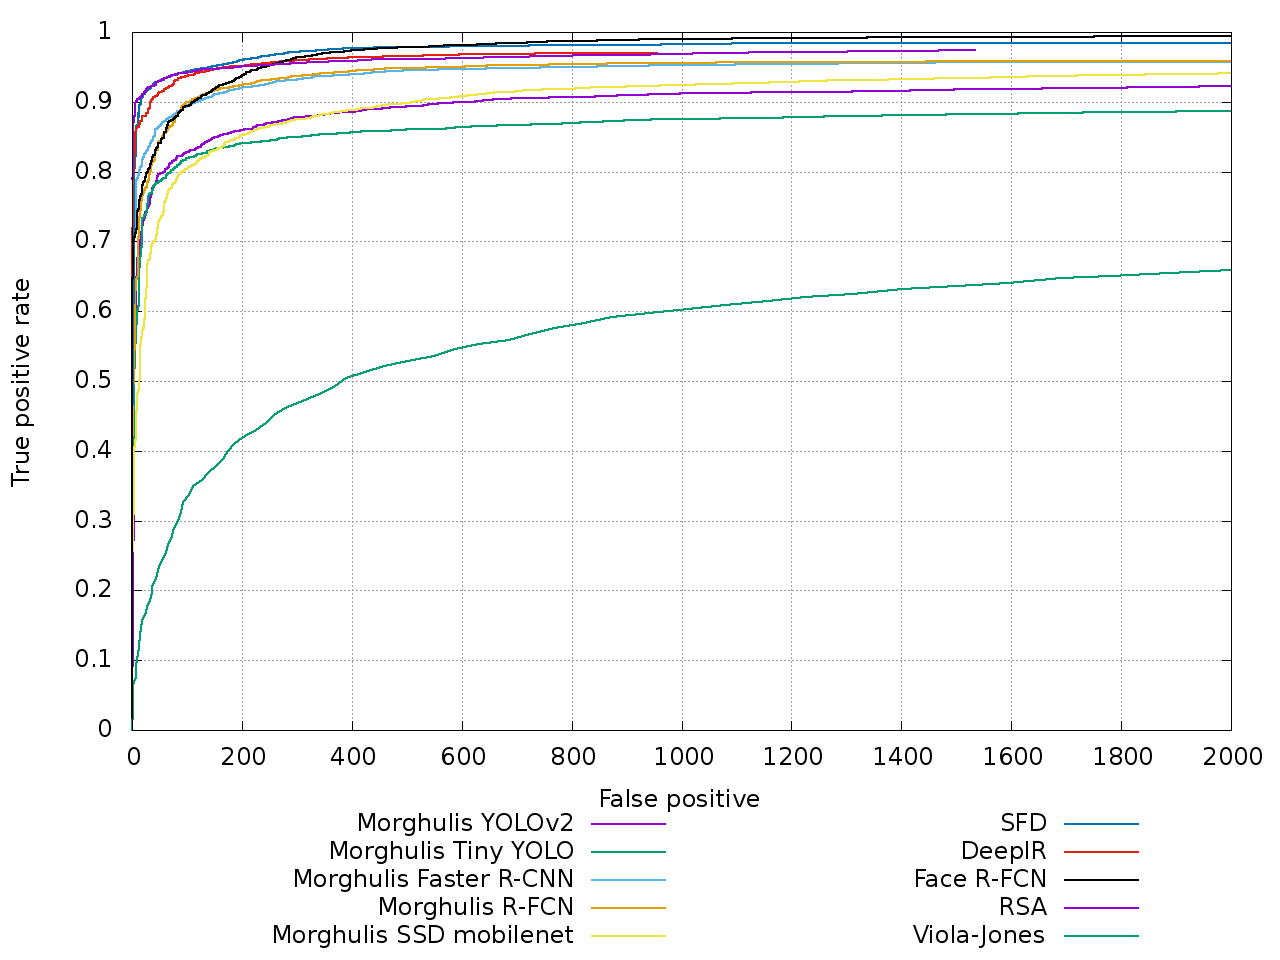 1
0.9
0.8
0.7
0.6
0.5
0.4
0.3
0.2
0.1
0
True positive rate
0 200 400 600 800 1000 1200 1400 1600 1800 2000
False positive
Morghulis YOLOv2
Morghulis Tiny YOLO
Morghulis Faster R-CNN
Morghulis R-FCN
Morghulis SSD mobilenet
SFD
DeepIR
Face R-FCN
RSA
Viola-Jones